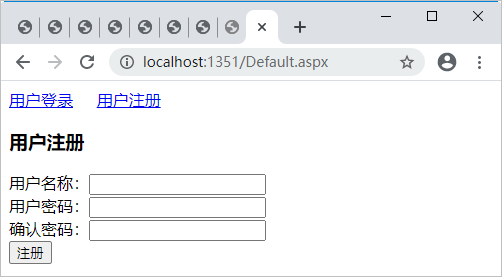 localhost:1351/Default.aspx
用户登录 用户注册
用户注册
用户名称：
用户密码：
确认密码：
注册